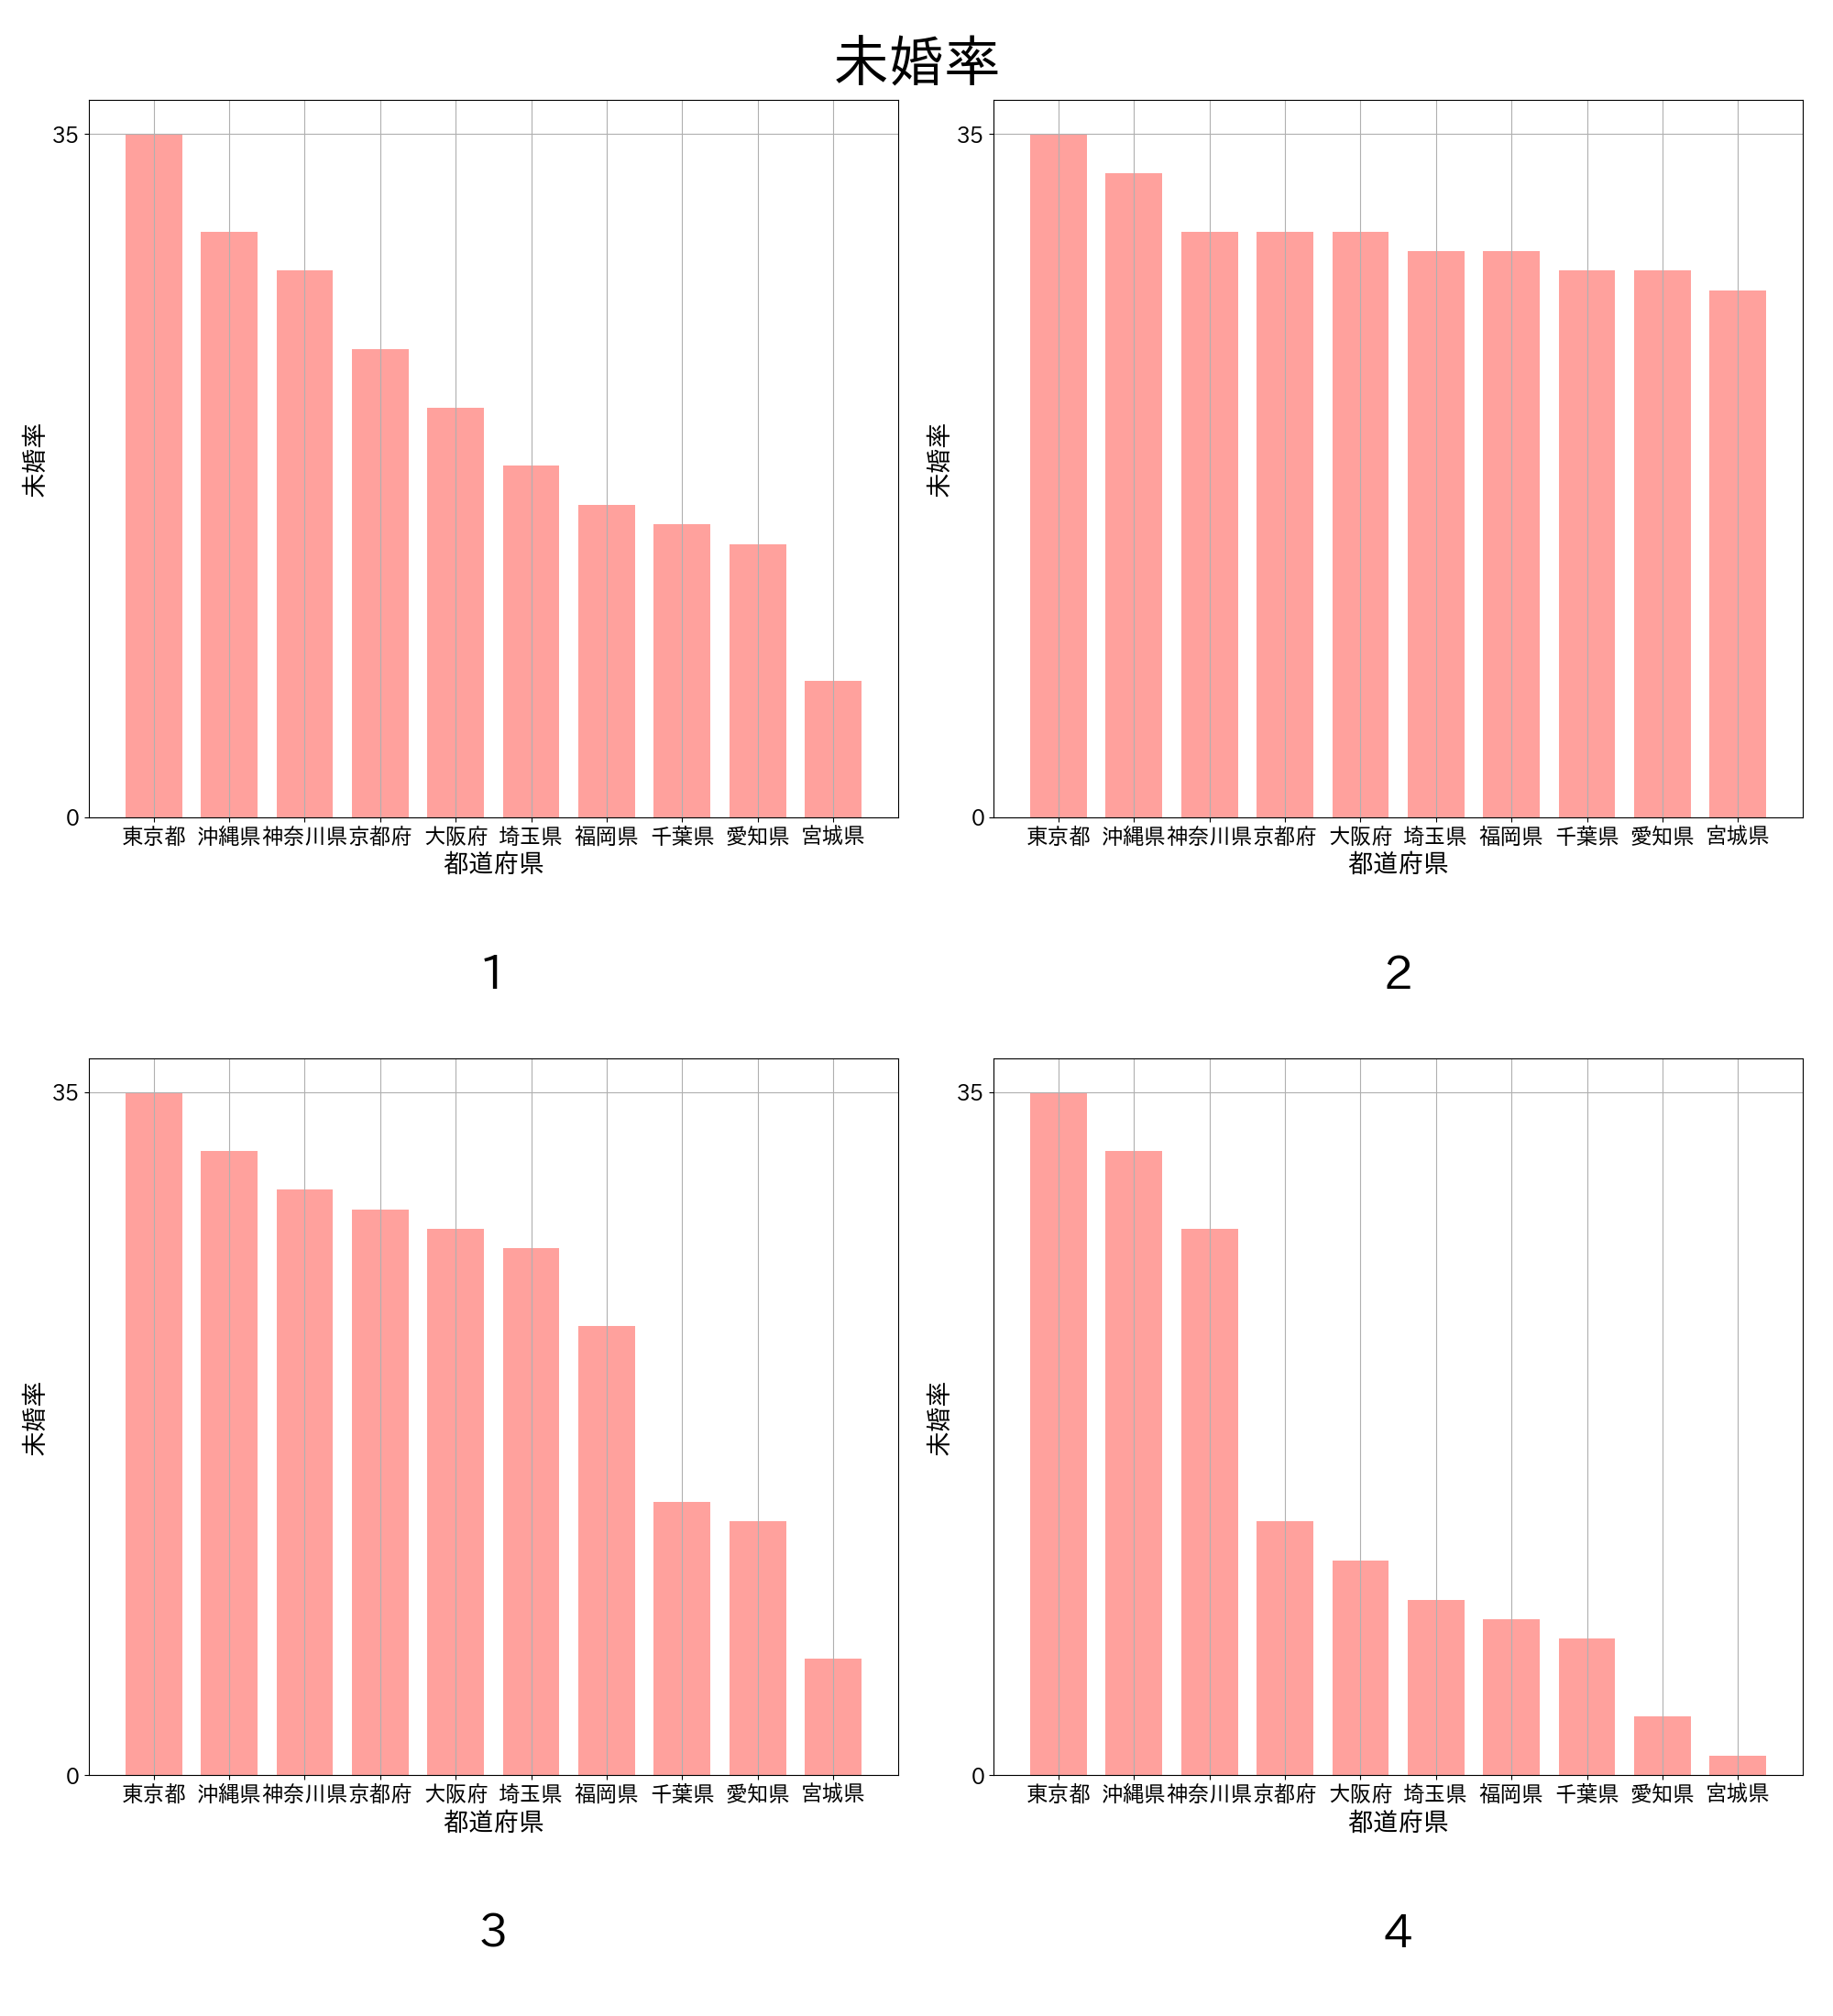 未婚率
35
0
未婚率
東京都 沖縄県 神奈川県 京都府 大阪府 埼玉県 福岡県 千葉県 愛知県 宮城県
都道府県
1
35
0
未婚率
東京都 沖縄県 神奈川県 京都府 大阪府 埼玉県 福岡県 千葉県 愛知県 宮城県
都道府県
2
35
0
未婚率
東京都 沖縄県 神奈川県 京都府 大阪府 埼玉県 福岡県 千葉県 愛知県 宮城県
都道府県
3
35
0
未婚率
東京都 沖縄県 神奈川県 京都府 大阪府 埼玉県 福岡県 千葉県 愛知県 宮城県
都道府県
4